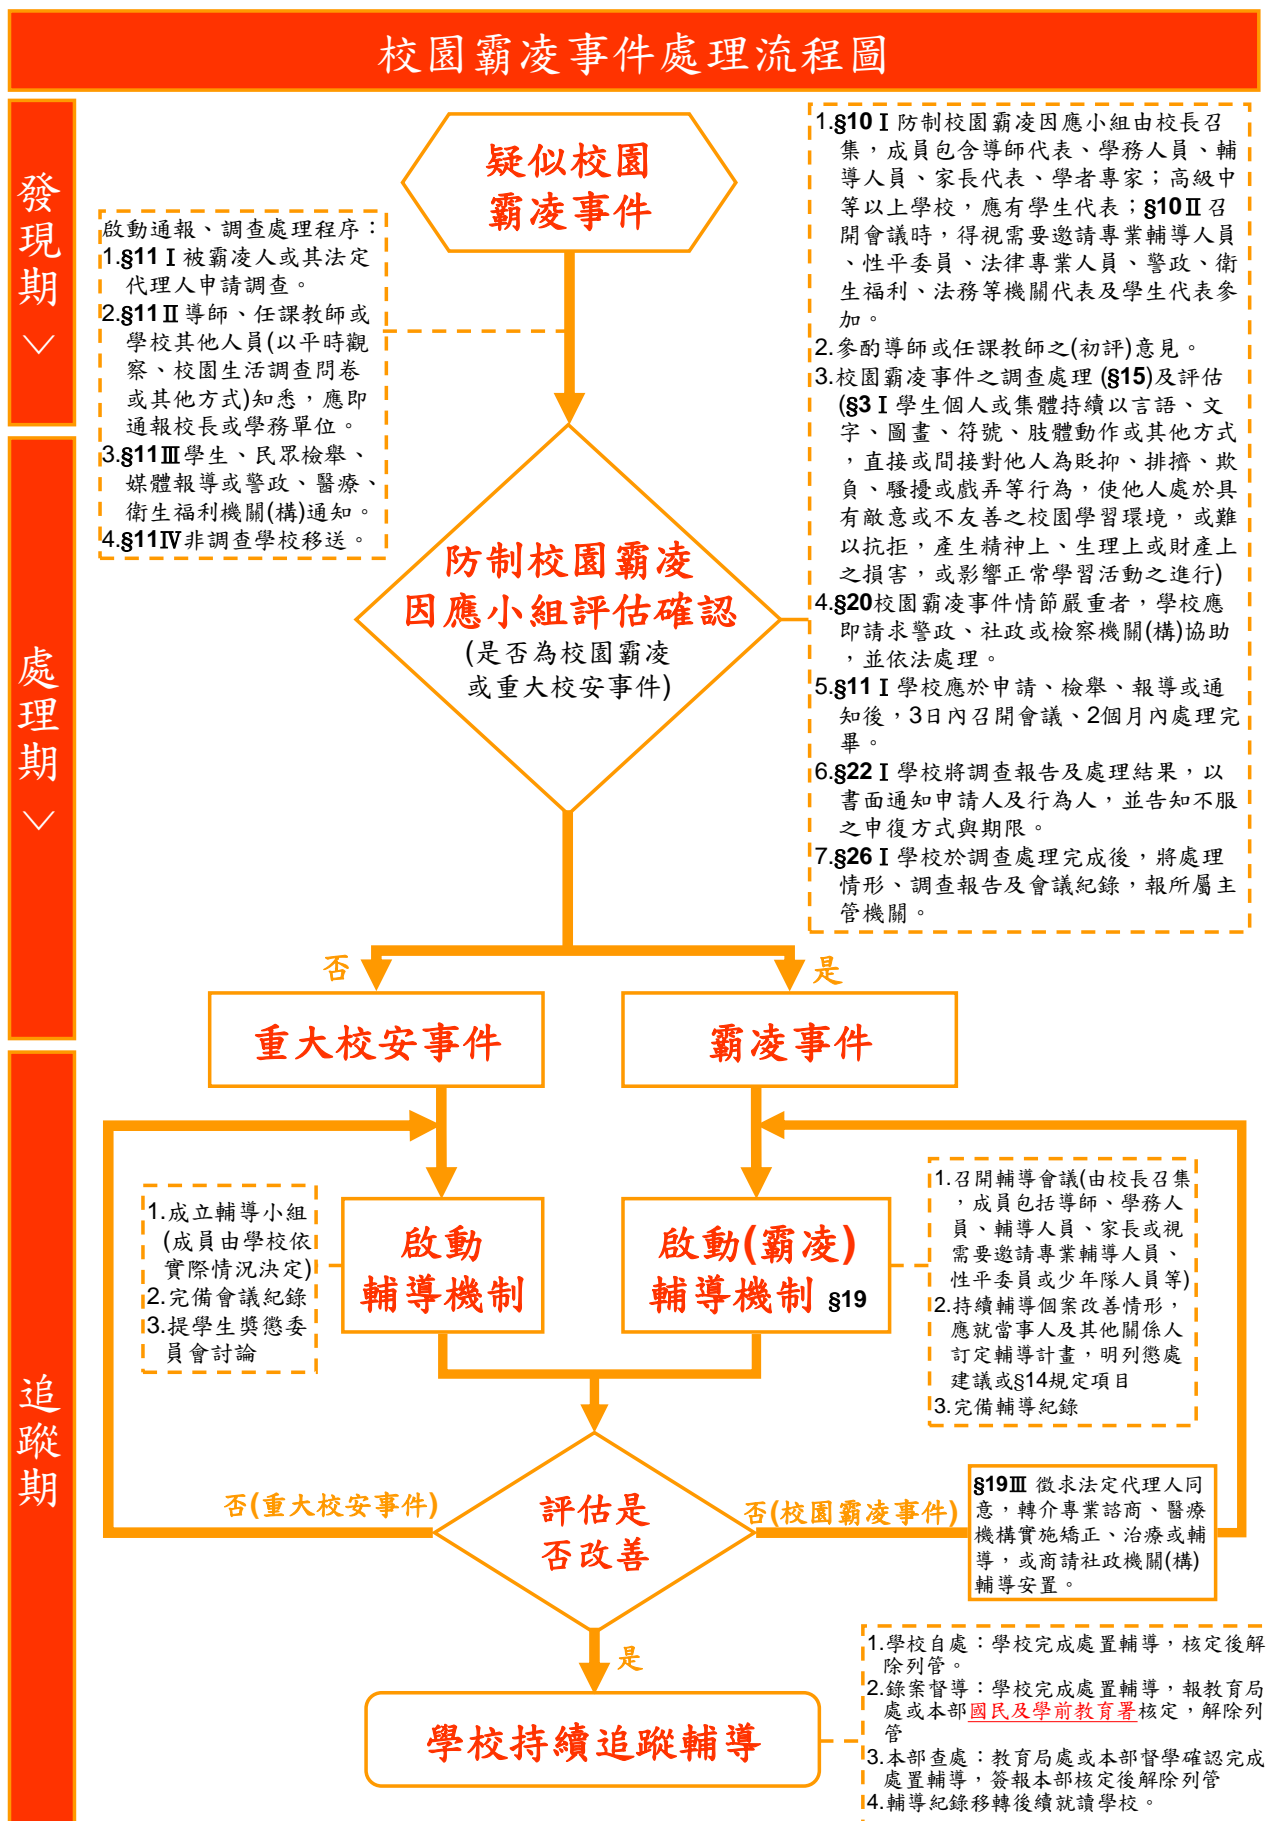 校園霸凌事件處理流程圖
發現期
﹀
疑似校園
霸凌事件
啟動通報、調查處理程序：
1.§11Ⅰ被霸凌人或其法定
代理人申請調查。
2.§11Ⅱ導師、任課教師或
學校其他人員(以平時觀
察、校園生活調查問卷
或其他方式)知悉，應即
通報校長或學務單位。
3.§11Ⅲ學生、民眾檢舉、
媒體報導或警政、醫療、
衛生福利機關(構)通知。
4.§11Ⅳ非調查學校移送。
1.§10Ⅰ防制校園霸凌因應小組由校長召
集，成員包含導師代表、學務人員、輔
導人員、家長代表、學者專家；高級中
等以上學校，應有學生代表；§10Ⅱ召
開會議時，得視需要邀請專業輔導人員
、性平委員、法律專業人員、警政、衛
生福利、法務等機關代表及學生代表參
加。
2.參酌導師或任課教師之(初評)意見。
3.校園霸凌事件之調查處理 (§15)及評估
(§3Ⅰ學生個人或集體持續以言語、文
字、圖畫、符號、肢體動作或其他方式
，直接或間接對他人為貶抑、排擠、欺
負、騷擾或戲弄等行為，使他人處於具
有敵意或不友善之校園學習環境，或難
以抗拒，產生精神上、生理上或財產上
之損害，或影響正常學習活動之進行)
4.§20校園霸凌事件情節嚴重者，學校應
即請求警政、社政或檢察機關(構)協助
，並依法處理。
5.§11Ⅰ學校應於申請、檢舉、報導或通
知後，3日內召開會議、2個月內處理完
畢。
6.§22Ⅰ學校將調查報告及處理結果，以
書面通知申請人及行為人，並告知不服
之申復方式與期限。
7.§26Ⅰ學校於調查處理完成後，將處理
情形、調查報告及會議紀錄，報所屬主
管機關。
處理期
﹀
防制校園霸凌
因應小組評估確認
(是否為校園霸凌
或重大校安事件)
否
是
重大校安事件
霸凌事件
追蹤期
1.成立輔導小組
(成員由學校依
實際情況決定)
2.完備會議紀錄
3.提學生獎懲委
員會討論
啟動
輔導機制
啟動(霸凌)
輔導機制 §19
1.召開輔導會議(由校長召集
，成員包括導師、學務人
員、輔導人員、家長或視
需要邀請專業輔導人員、
性平委員或少年隊人員等)
2.持續輔導個案改善情形，
應就當事人及其他關係人
訂定輔導計畫，明列懲處
建議或§14規定項目
3.完備輔導紀錄
否(重大校安事件)
評估是
否改善
否(校園霸凌事件)
§19Ⅲ 徵求法定代理人同
意，轉介專業諮商、醫療
機構實施矯正、治療或輔
導，或商請社政機關(構)
輔導安置。
是
學校持續追蹤輔導
1.學校自處：學校完成處置輔導，核定後解
除列管。
2.錄案督導：學校完成處置輔導，報教育局
處或本部國民及學前教育署核定，解除列
管
3.本部查處：教育局處或本部督學確認完成
處置輔導，簽報本部核定後解除列管
4.輔導紀錄移轉後續就讀學校。